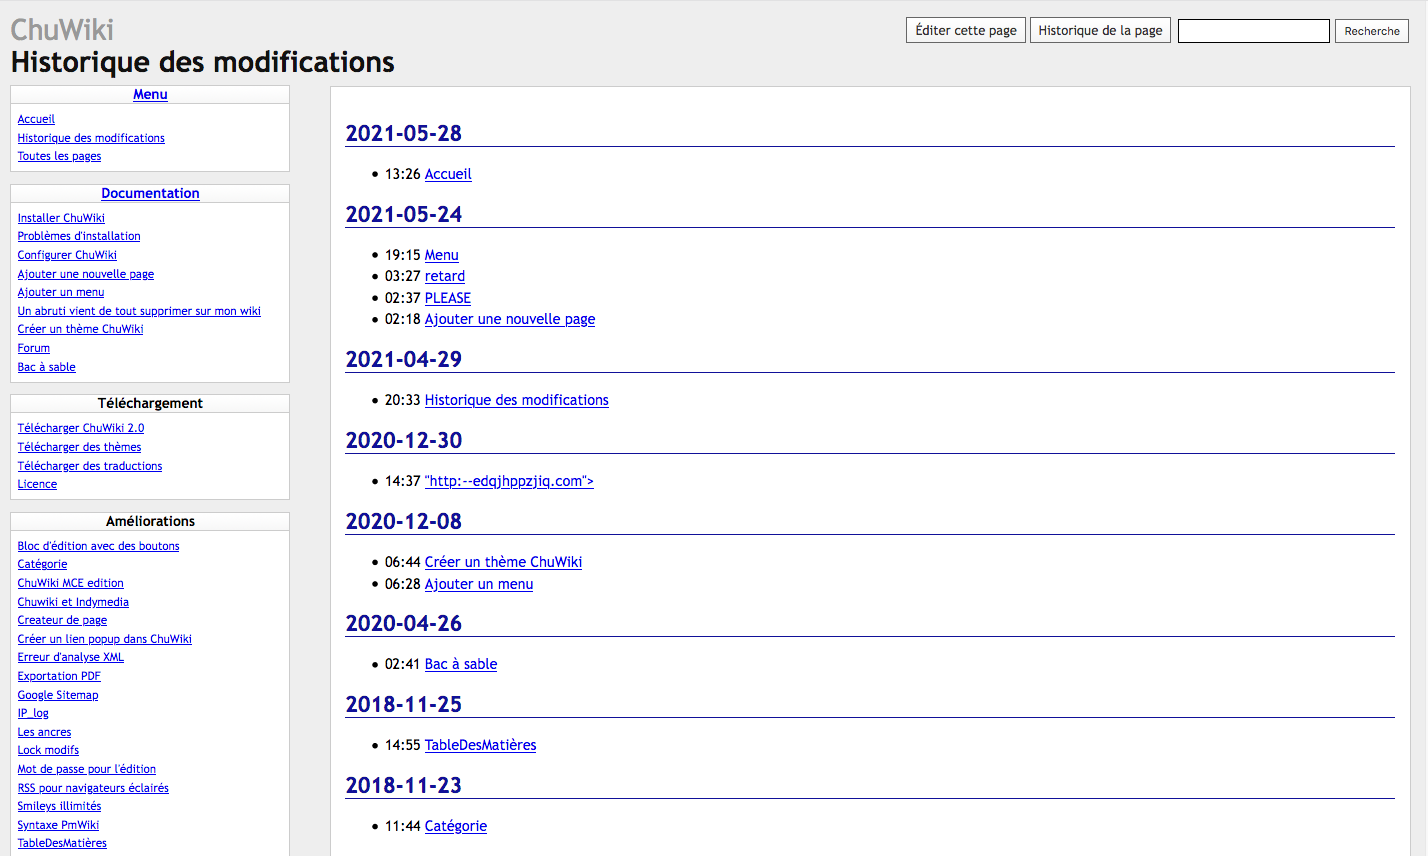 ChuWiki
Historique des modifications
Éditer cette page
Historique de la page
Recherche
Menu
Accueil
Historique des modifications
Toutes les pages
Documentation
Installer ChuWiki
Problèmes d'installation
Configurer ChuWiki
Ajouter une nouvelle page
Ajouter un menu
Un abruti vient de tout supprimer sur mon wiki
Créer un thème ChuWiki
Forum
Bac à sable
Téléchargement
Télécharger ChuWiki 2.0
Télécharger des thèmes
Télécharger des traductions
Licence
Améliorations
Bloc d'édition avec des boutons
Catégorie
ChuWiki MCE edition
Chuwiki et Indymedia
Createur de page
Créer un lien popup dans ChuWiki
Erreur d'analyse XML
Exportation PDF
Google Sitemap
IP_log
Les ancres
Lock modifs
Mot de passe pour l'édition
RSS pour navigateurs éclairés
Smileys illimités
Syntaxe PmWiki
TableDesMatières
2021-05-28
• 13:26 Accueil
2021-05-24
• 19:15 Menu
• 03:27 retard
• 02:37 PLEASE
• 02:18 Ajouter une nouvelle page
2021-04-29
• 20:33 Historique des modifications
2020-12-30
• 14:37 "http:--edqjhppzjiq.com">
2020-12-08
• 06:44 Créer un thème ChuWiki
• 06:28 Ajouter un menu
2020-04-26
• 02:41 Bac à sable
2018-11-25
• 14:55 TableDesMatières
2018-11-23
• 11:44 Catégorie